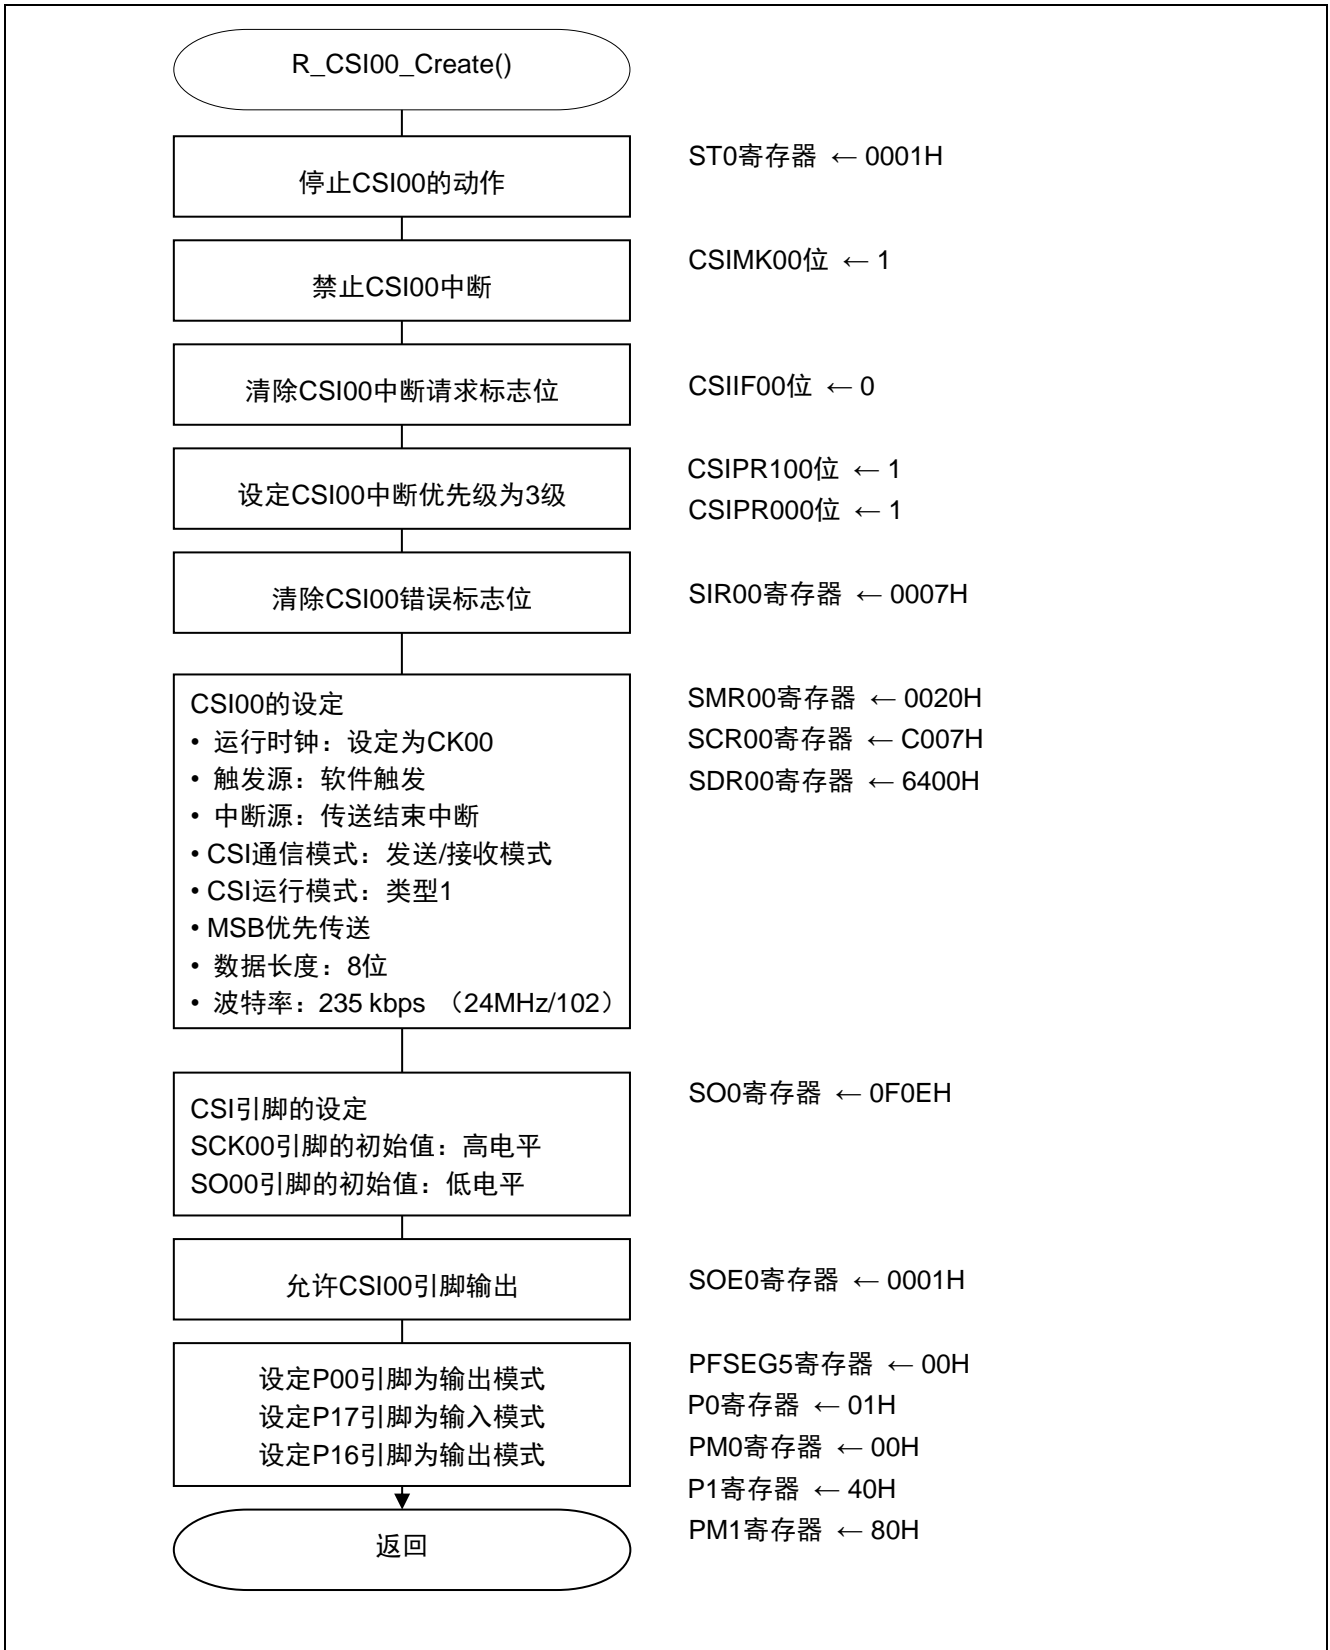 R_CSI00_Create()
停止CSI00的动作
ST0寄存器 ← 0001H
禁止CSI00中断
CSIMK00位 ← 1
清除CSI00中断请求标志位
CSIIF00位 ← 0
设定CSI00中断优先级为3级
CSIPR100位 ← 1
CSIPR000位 ← 1
清除CSI00错误标志位
SIR00寄存器 ← 0007H
CSI00的设定
• 运行时钟：设定为CK00
• 触发源：软件触发
• 中断源：传送结束中断
• CSI通信模式：发送/接收模式
• CSI运行模式：类型1
• MSB优先传送
• 数据长度：8位
• 波特率：235 kbps （24MHz/102）
SMR00寄存器 ← 0020H
SCR00寄存器 ← C007H
SDR00寄存器 ← 6400H
CSI引脚的设定
SCK00引脚的初始值：高电平
SO00引脚的初始值：低电平
SO0寄存器 ← 0F0EH
允许CSI00引脚输出
SOE0寄存器 ← 0001H
设定P00引脚为输出模式
设定P17引脚为输入模式
设定P16引脚为输出模式
PFSEG5寄存器 ← 00H
P0寄存器 ← 01H
PM0寄存器 ← 00H
P1寄存器 ← 40H
PM1寄存器 ← 80H
返回